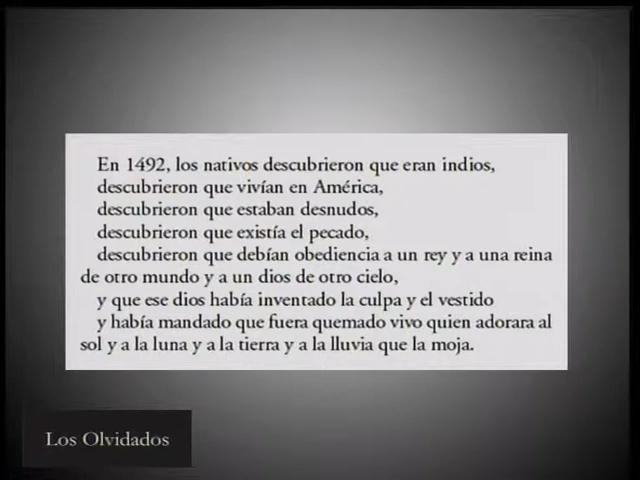 En 1492, los nativos descubrieron que eran indios,
descubrieron que vivían en América,
descubrieron que estaban desnudos,
descubrieron que existía el pecado,
descubrieron que debían obediencia a un rey y a una reina
de otro mundo y a un dios de otro cielo,
y que ese dios había inventado la culpa y el vestido
y había mandado que fuera quemado vivo quien adorara al
sol y a la luna y a la tierra y a la lluvia que la moja.
Los Olvidados